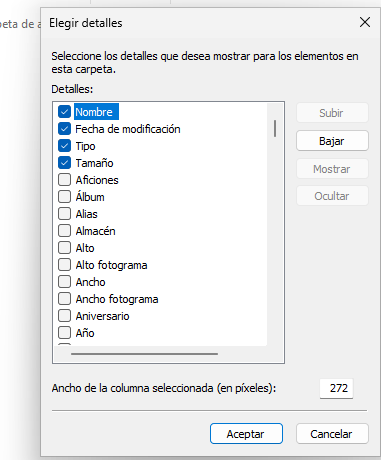 Elegir detalles
Seleccione los detalles que desea mostrar para los elementos en
esta carpeta.
Detalles:
Nombre
Fecha de modificación
Tipo
Tamaño
Aficiones
Álbum
Alias
Almacén
Alto
Alto fotograma
Ancho
Ancho fotograma
Aniversario
Año
Subir
Bajar
Mostrar
Ocultar
Ancho de la columna seleccionada (en píxeles):
272
Aceptar
Cancelar